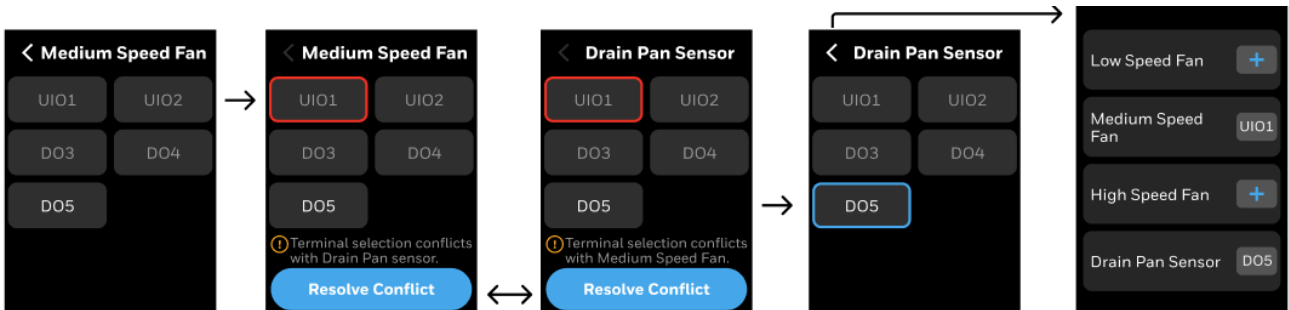 Medium Speed Fan
UIO1 UIO2
DO3 DO4
DO5
Medium Speed Fan
UIO1 UIO2
DO3 DO4
DO5
! Terminal selection conflicts
with Drain Pan sensor.
Resolve Conflict
Drain Pan Sensor
UIO1 UIO2
DO3 DO4
DO5
! Terminal selection conflicts
with Medium Speed Fan.
Resolve Conflict
Drain Pan Sensor
UIO1 UIO2
DO3 DO4
DO5
Low Speed Fan +
Medium Speed
Fan UIO1
High Speed Fan +
Drain Pan Sensor DO5